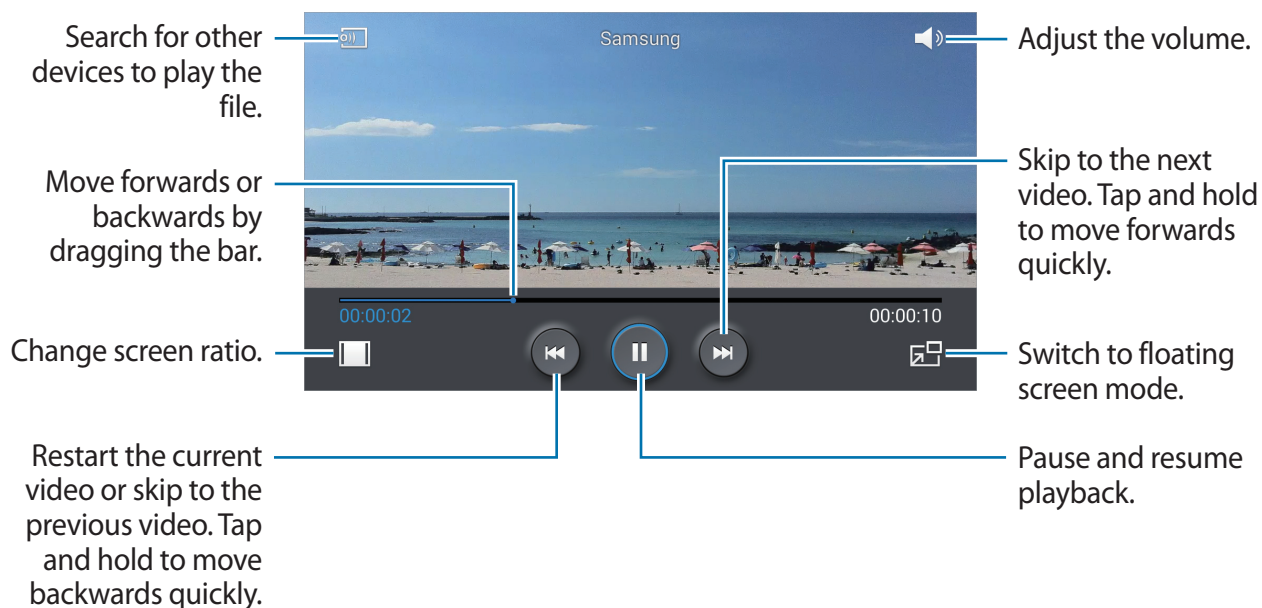 Search for other
devices to play the
file.
Samsung
Adjust the volume.
Move forwards or
backwards by
dragging the bar.
Skip to the next
video. Tap and hold
to move forwards
quickly.
00:00:02
00:00:10
Change screen ratio.
Switch to floating
screen mode.
Restart the current
video or skip to the
previous video. Tap
and hold to move
backwards quickly.
Pause and resume
playback.